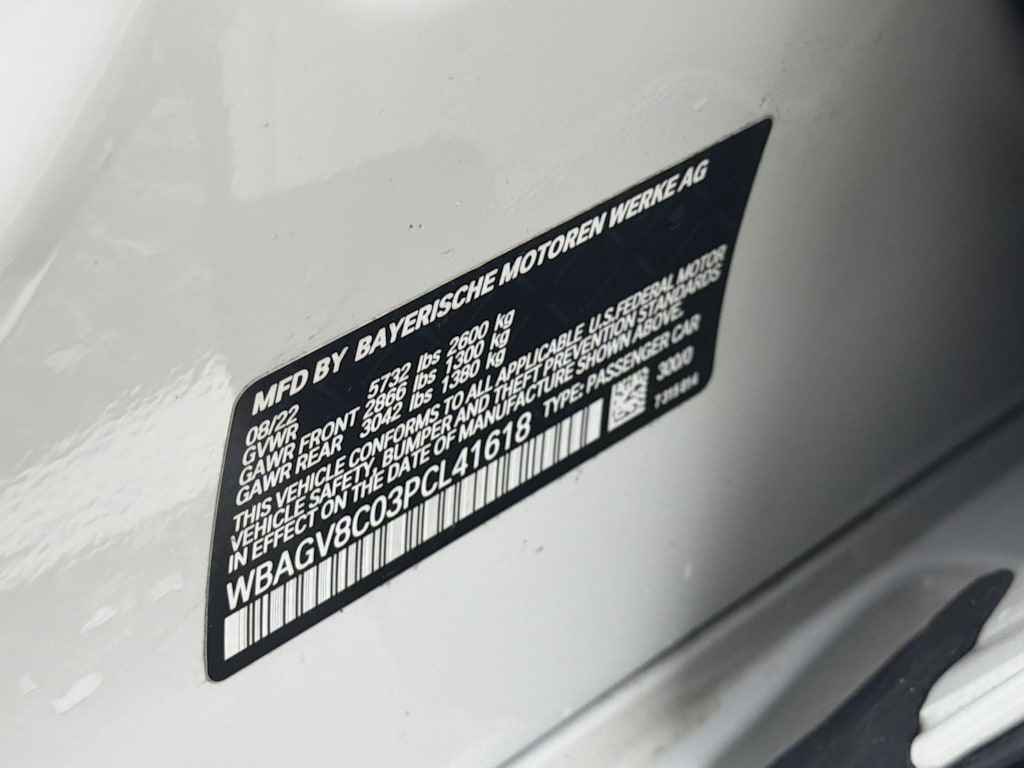 MFD BY BAYERISCHE MOTOREN WERKE AG
08/22
GVWR 5732 lbs 2600 kg
GAWR FRONT 2866 lbs 1300 kg
GAWR REAR 3042 lbs 1380 kg
THIS VEHICLE CONFORMS TO ALL APPLICABLE U.S.FEDERAL MOTOR
VEHICLE SAFETY, BUMPER AND THEFT PREVENTION STANDARDS
IN EFFECT ON THE DATE OF MANUFACTURE SHOWN ABOVE.
WBAGV8C03PCL41618 TYPE: PASSENGER CAR
300/0